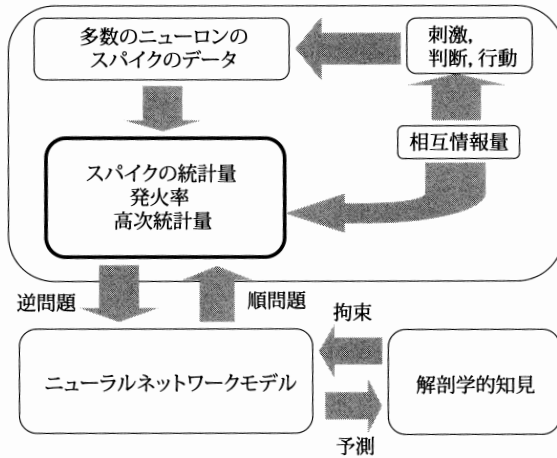 多数のニューロンの
スパイクのデータ
刺激,
判断, 行動
相互情報量
スパイクの統計量
発火率
高次統計量
逆問題
順問題
拘束
ニューラルネットワークモデル
解剖学的知見
予測